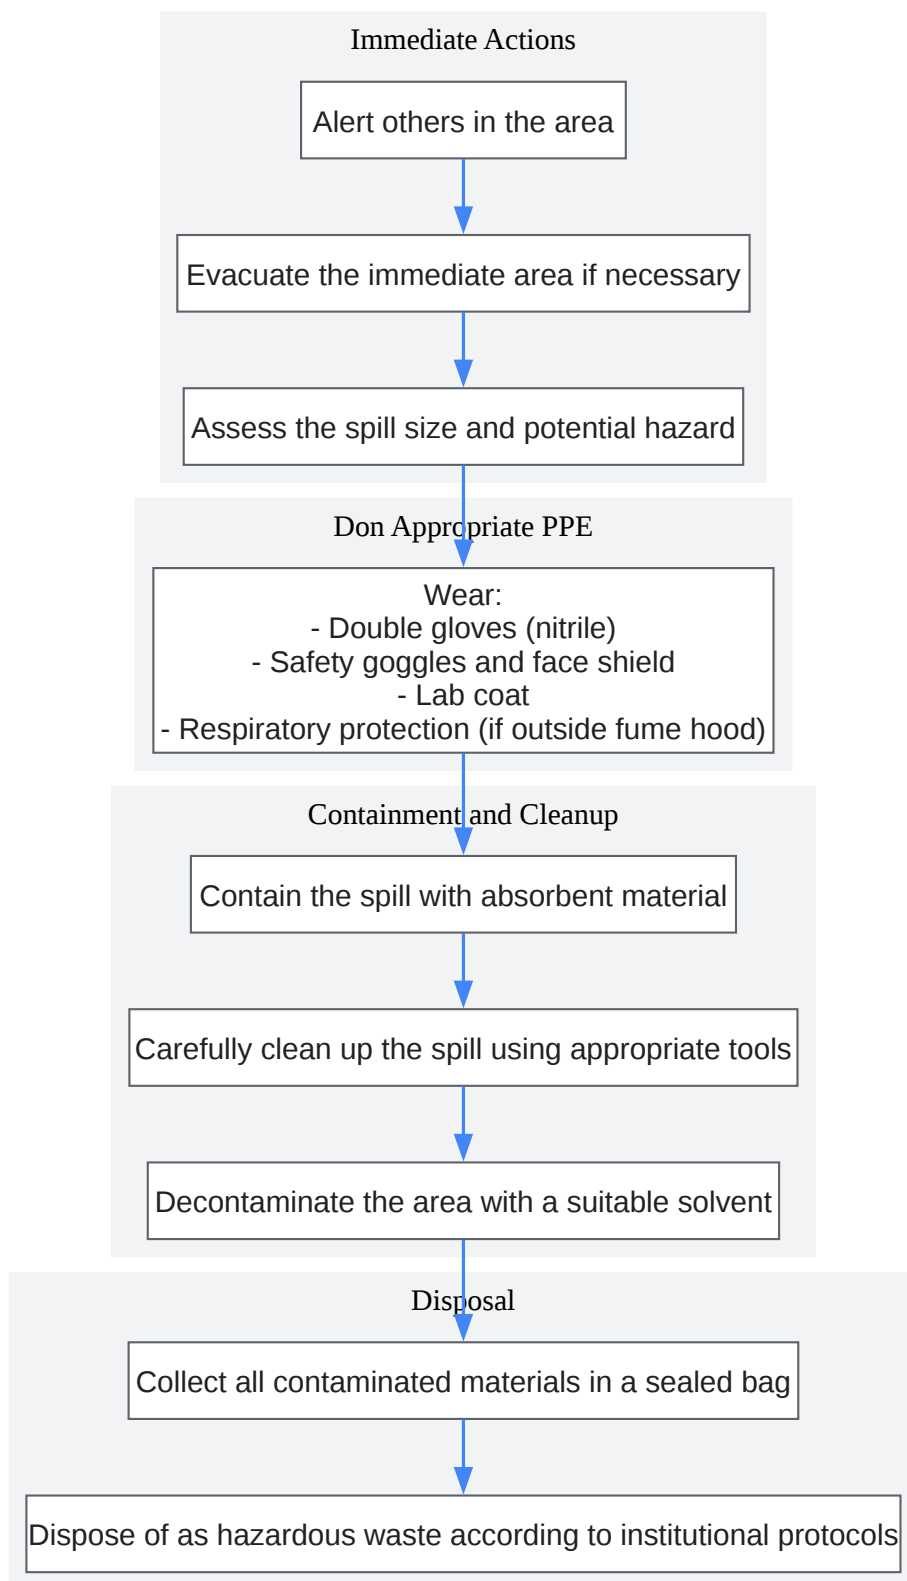 Immediate Actions
Alert others in the area
Evacuate the immediate area if necessary
Assess the spill size and potential hazard
Don Appropriate PPE
Wear:
- Double gloves (nitrile)
- Safety goggles and face shield
- Lab coat
- Respiratory protection (if outside fume hood)
Containment and Cleanup
Contain the spill with absorbent material
Carefully clean up the spill using appropriate tools
Decontaminate the area with a suitable solvent
Disposal
Collect all contaminated materials in a sealed bag
Dispose of as hazardous waste according to institutional protocols